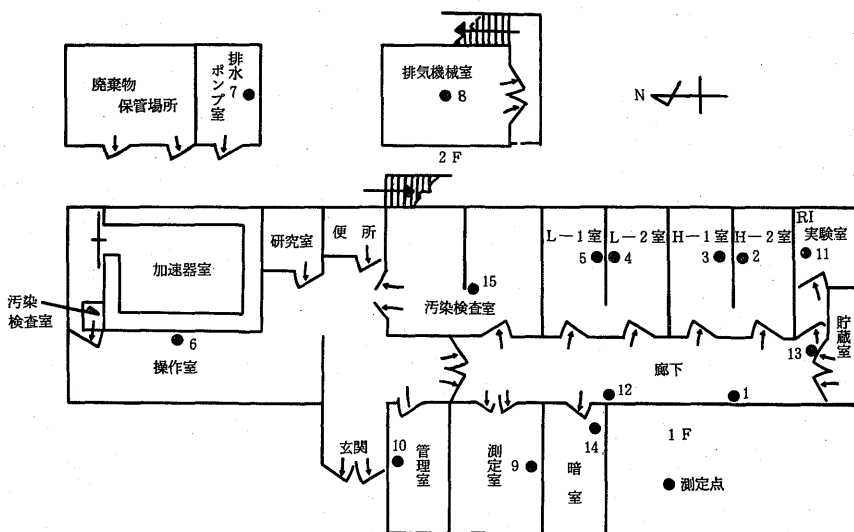 廃棄物
保管場所
排水
ポンプ室
7
排気機械室
8
2 F
N
研究室
便所
加速器室
汚染
検査室
操作室
6
汚染検査室
15
L－1室
5
L－2室
4
H－1室
3
H－2室
2
RI
実験室
11
貯蔵室
13
廊下
12
1
玄関
10
管理室
測定室
9
暗室
14
1 F
測定点